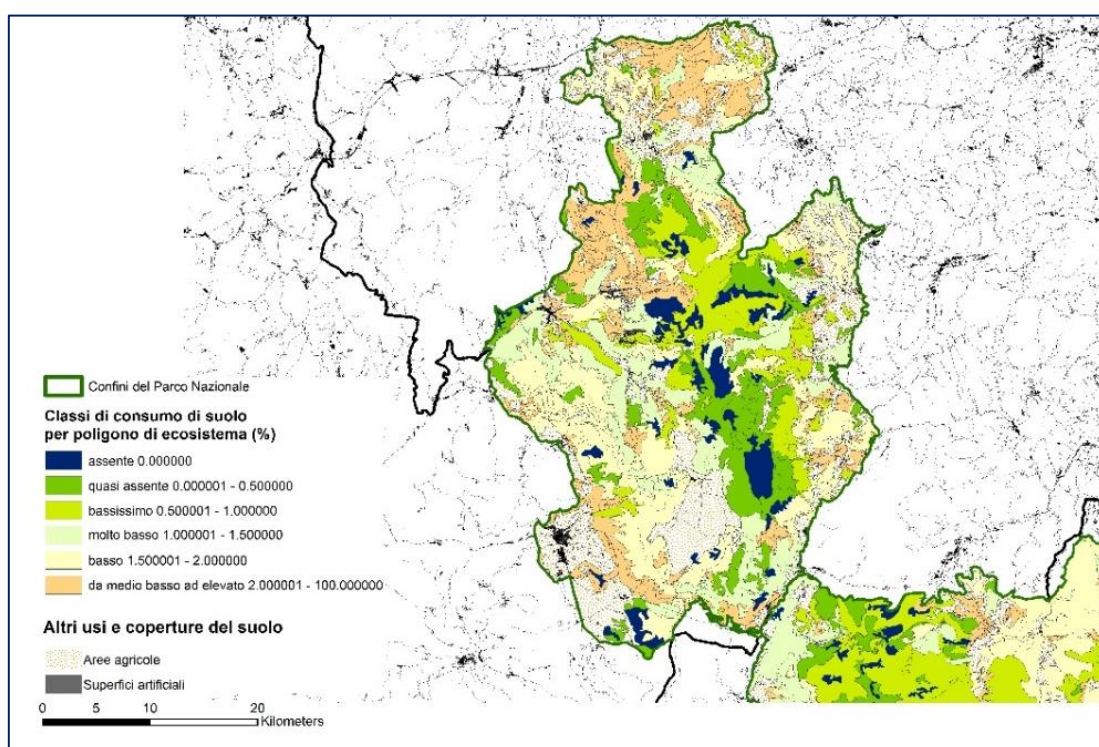 Confini del Parco Nazionale
Classi di consumo di suolo
per poligono di ecosistema (%)
assente 0.000000
quasi assente 0.000001 - 0.500000
bassissimo 0.500001 - 1.000000
molto basso 1.000001 - 1.500000
basso 1.500001 - 2.000000
da medio basso ad elevato 2.000001 - 100.000000
Altri usi e coperture del suolo
Aree agricole
Superfici artificiali
0 5 10 20
Kilometers